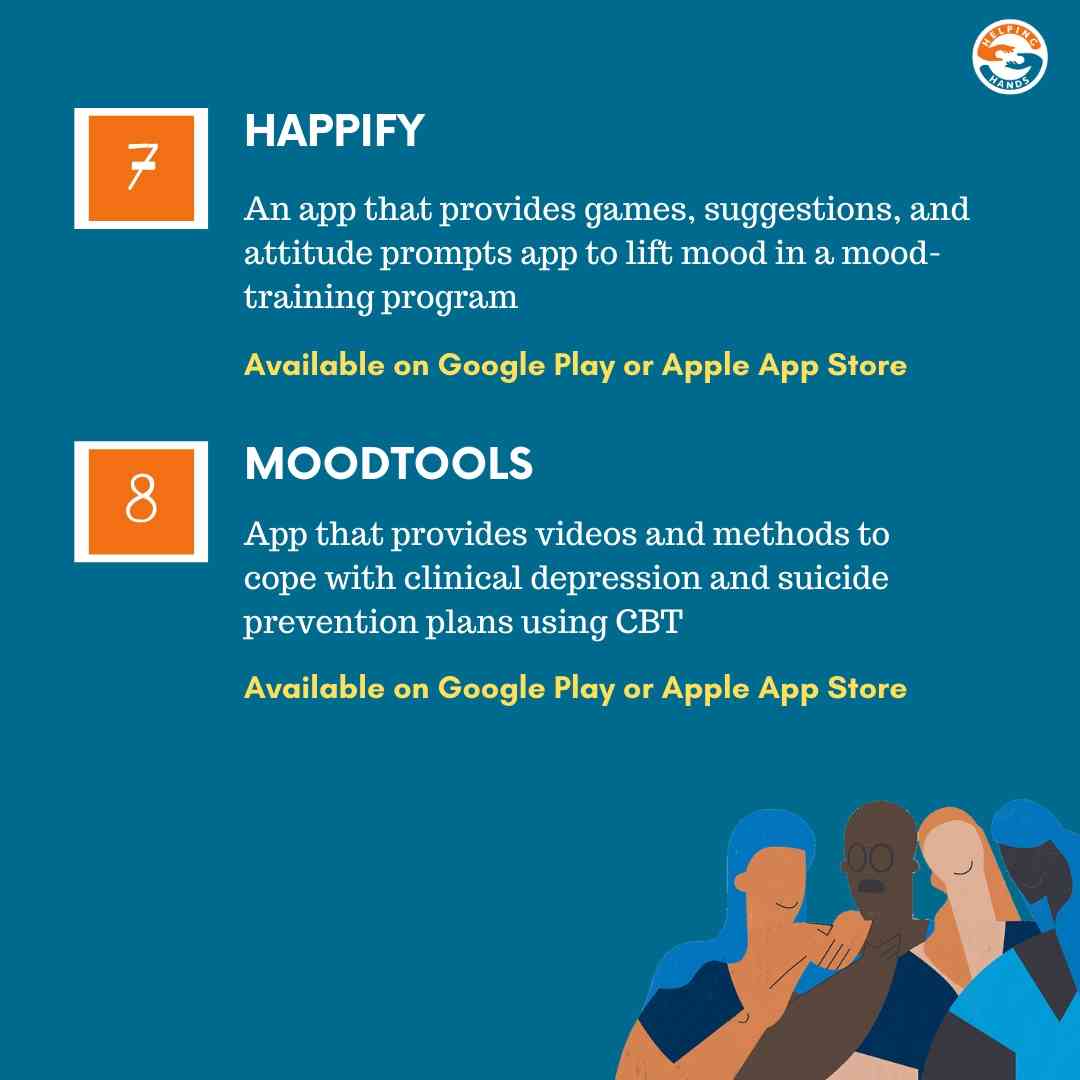 HELPING
HANDS
7
HAPPIFY
An app that provides games, suggestions, and
attitude prompts app to lift mood in a mood-
training program
Available on Google Play or Apple App Store
8
MOODTOOLS
App that provides videos and methods to
cope with clinical depression and suicide
prevention plans using CBT
Available on Google Play or Apple App Store